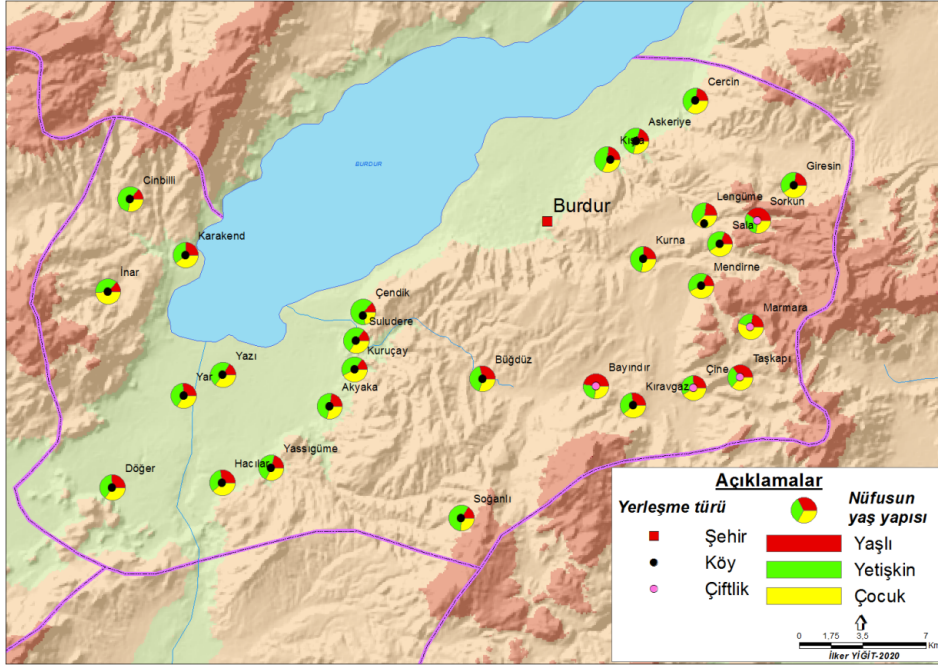 Cercin
Askeriye
Giresin
Cinbilli
Lengüme
Sorkun
Burdur
BURDUR
Sala
Karakend
Kurna
Mendirne
İnar
Çendik
Marmara
Suludere
Kuruçay
Yazı
Taşkapı
Büğdüz
Bayındır
Çine
Akyaka
Kıravgaz
Yassıgüme
Hacılar
Döğer
Soğanlı
Açıklamalar
Yerleşme türü
Şehir
Köy
Çiftlik
Nüfusun
yaş yapısı
Yaşlı
Yetişkin
Çocuk
0 1,75 3,5 7
Km
İlker YİĞİT-2020